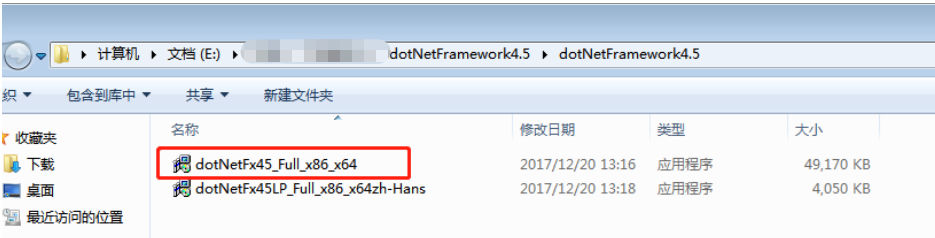 计算机 文档 (E:) dotNetFramework4.5 dotNetFramework4.5
织 包含到库中 共享 新建文件夹
收藏夹 名称 修改日期 类型 大小
下载 dotNetFx45_Full_x86_x64 2017/12/20 13:16 应用程序 49,170 KB
桌面 dotNetFx45LP_Full_x86_x64zh-Hans 2017/12/20 13:18 应用程序 4,050 KB
最近访问的位置